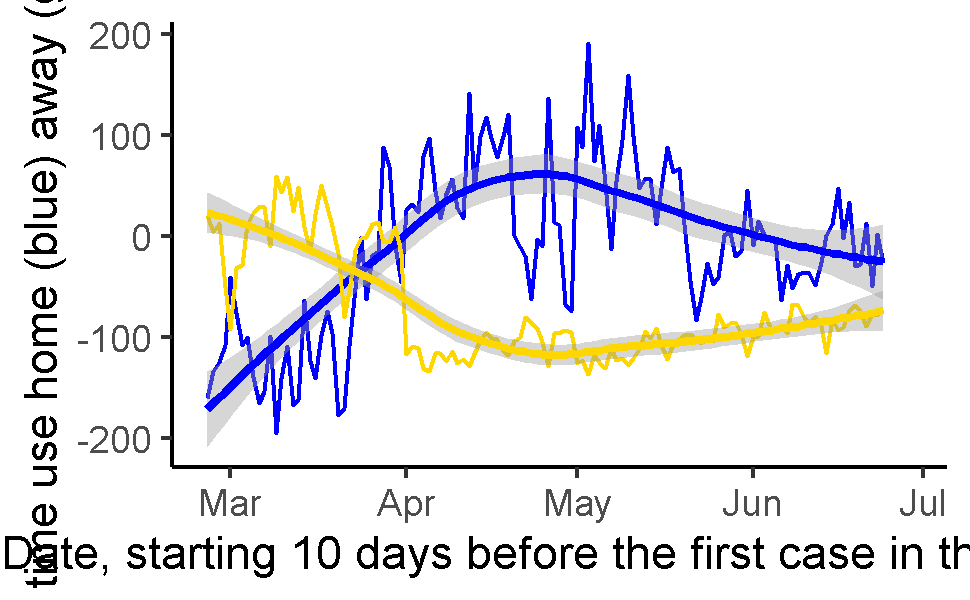 time use home (blue) away (
200
100
0
-100
-200
Mar Apr May Jun Jul
Date, starting 10 days before the first case in th